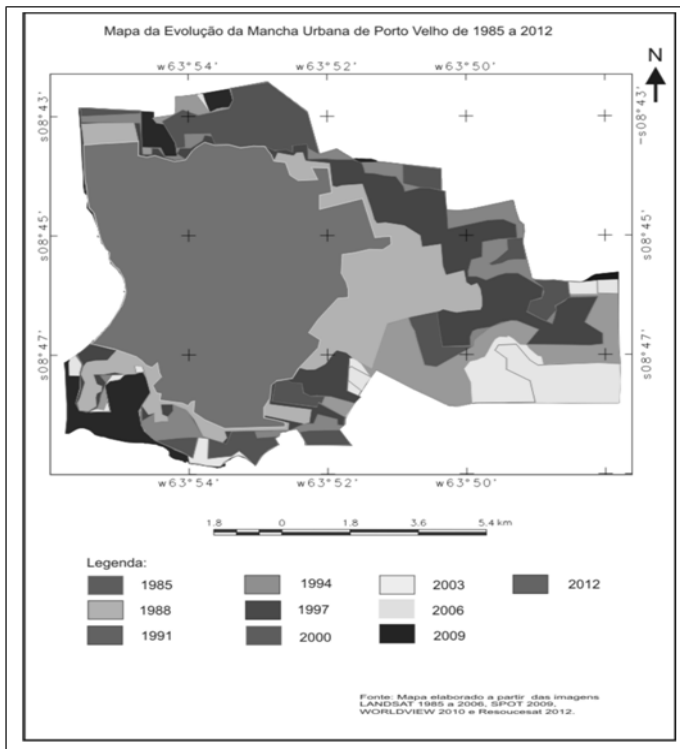 Mapa da Evolução da Mancha Urbana de Porto Velho de 1985 a 2012
N
w63°54' w63°52' w63°50'
s08°43' -s08°43'
s08°45' s08°45'
s08°47' s08°47'
w63°54' w63°52' w63°50'
1.8 0 1.8 3.6 5.4 km
Legenda:
1985 1994 2003 2012
1988 1997 2006
1991 2000 2009
Fonte: Mapa elaborado a partir das imagens
LANDSAT 1985 a 2006, SPOT 2009,
WORLDVIEW 2010 e Resoucesat 2012.